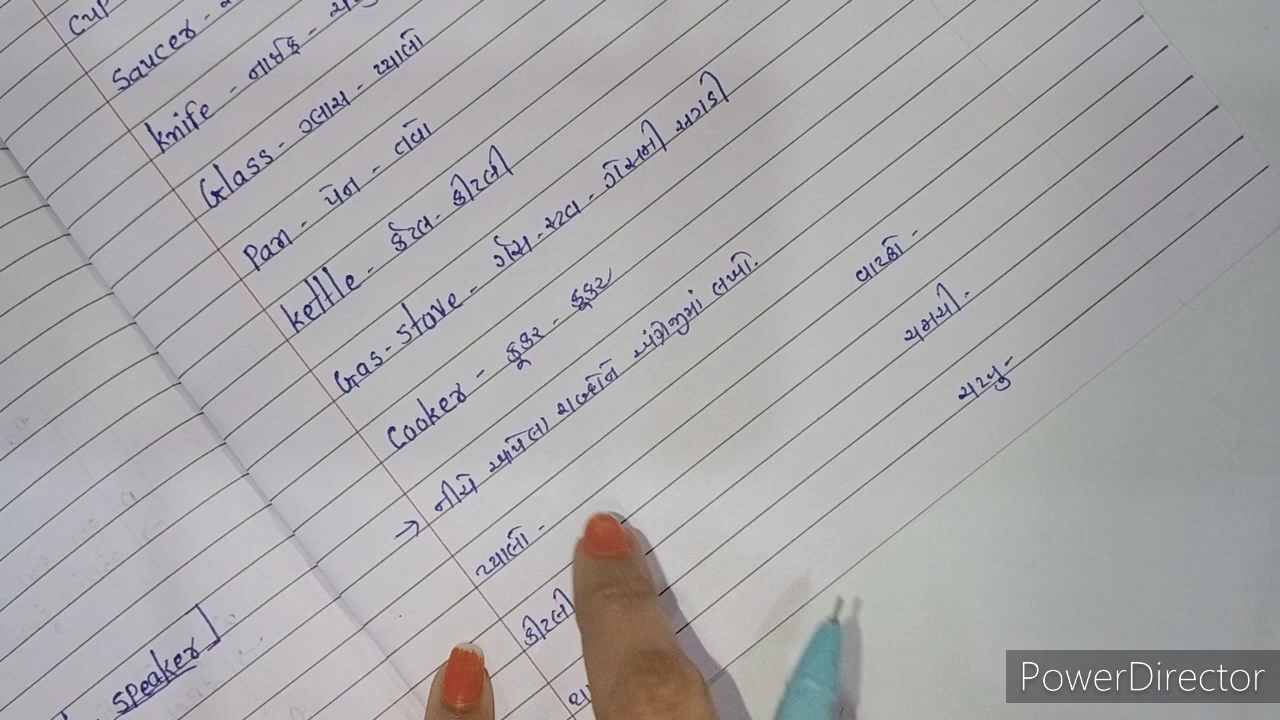 Cup
Saucer -
knife - નાઈફ -
Glass - ગ્લાસ - પ્યાલો
Pan - પેન - તવા
kettle - કેટલ - કીટલી
Gas-stove - ગેસ-સ્ટવ - ગેસની સગડી
Cooker - કૂકર - કૂકર
→ નીચે આપેલા શબ્દોને અંગ્રેજીમાં લખો.
પ્યાલો - વાટકો -
કીટલી ચમચી -
ચપ્પુ -
speaker
PowerDirector